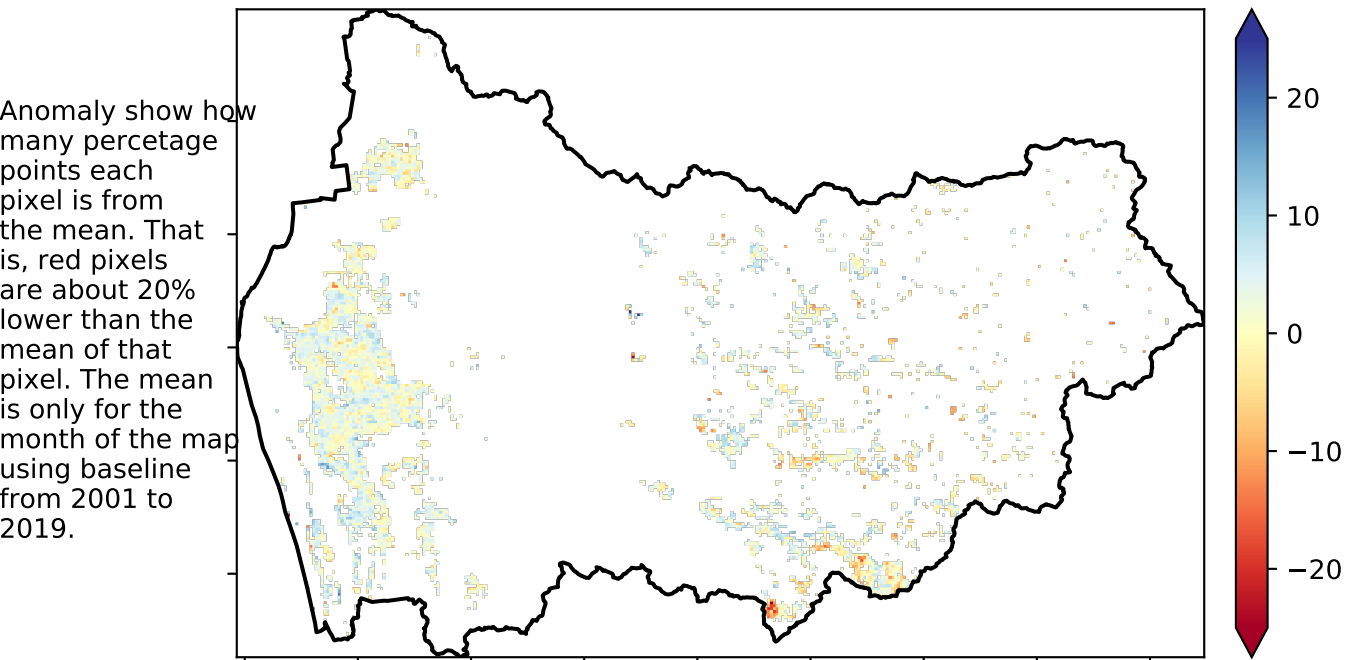 Anomaly show how
many percetage
points each
pixel is from
the mean. That
is, red pixels
are about 20%
lower than the
mean of that
pixel. The mean
is only for the
month of the map
using baseline
from 2001 to
2019.
20
10
0
−10
−20